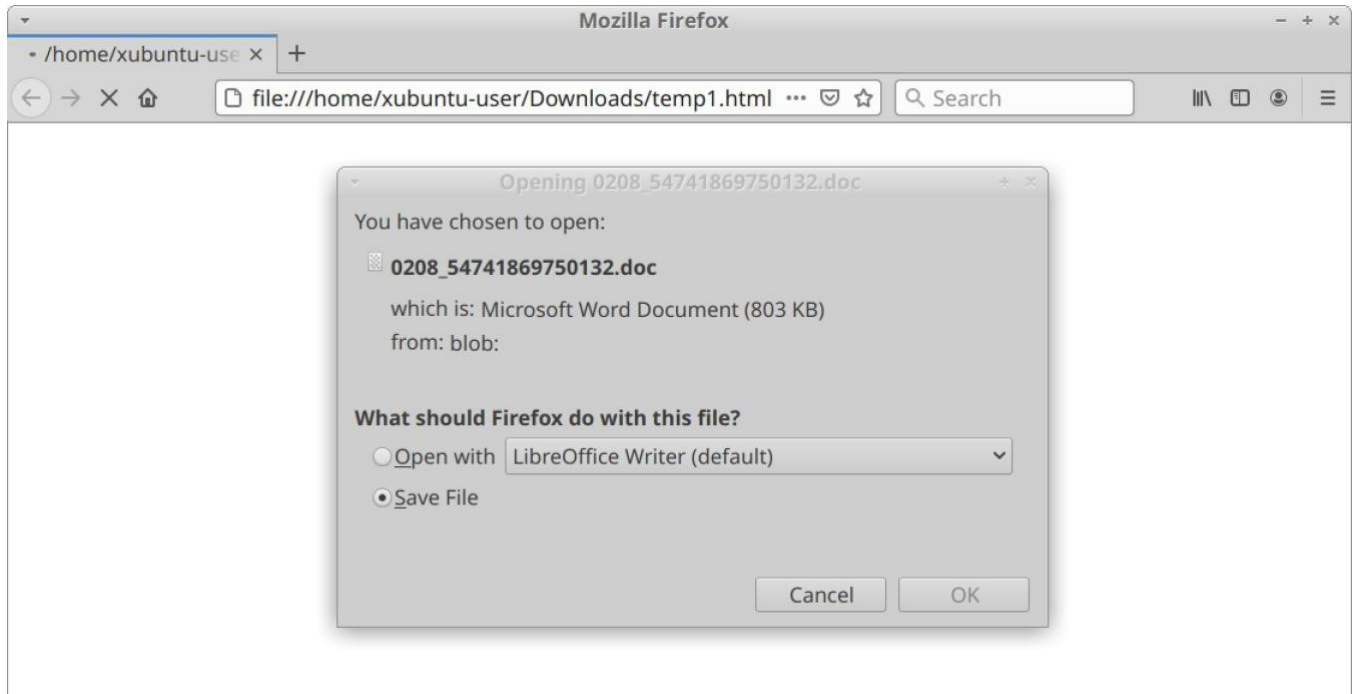 Mozilla Firefox
/home/xubuntu-use
file:///home/xubuntu-user/Downloads/temp1.html
Search
Opening 0208_54741869750132.doc
You have chosen to open:
0208_54741869750132.doc
which is: Microsoft Word Document (803 KB)
from: blob:
What should Firefox do with this file?
Open with LibreOffice Writer (default)
Save File
Cancel OK